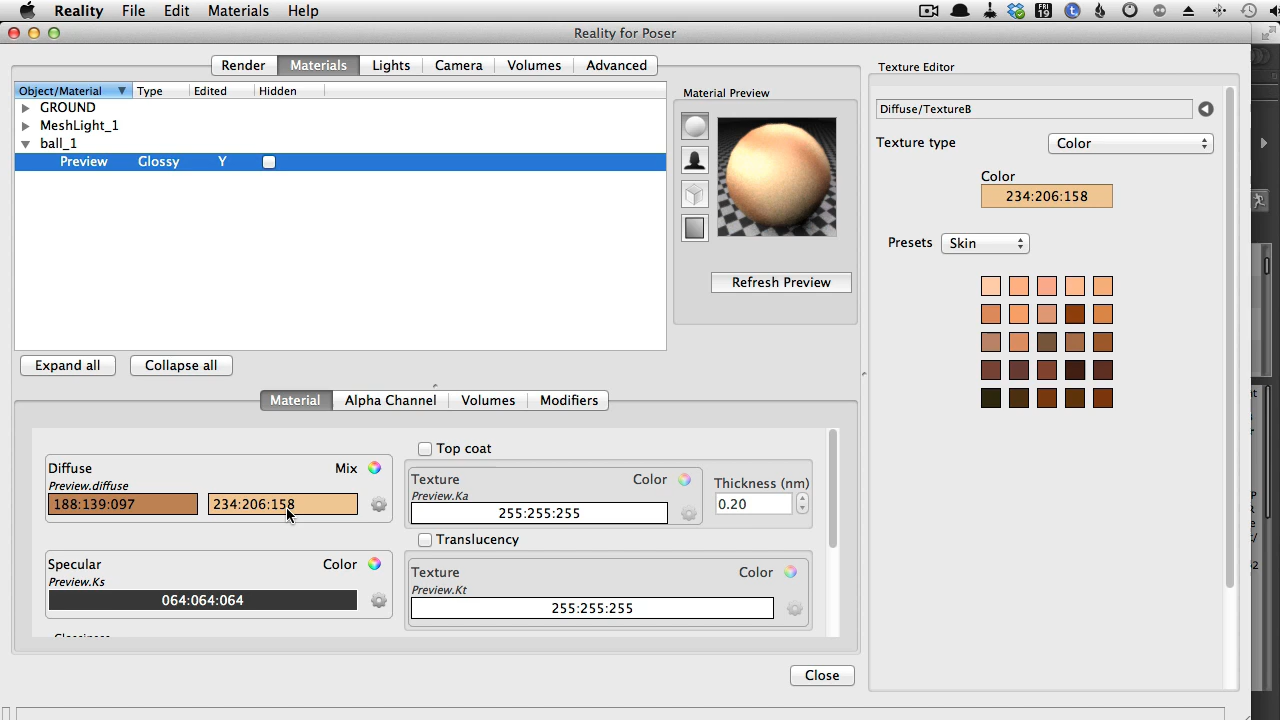 Reality File Edit Materials Help
FRI
19
Reality for Poser
Render Materials Lights Camera Volumes Advanced
Object/Material Type Edited Hidden
GROUND
MeshLight_1
ball_1
Preview Glossy Y
Material Preview
Refresh Preview
Expand all Collapse all
Texture Editor
Diffuse/TextureB
Texture type Color
Color
234:206:158
Presets Skin
Material Alpha Channel Volumes Modifiers
Diffuse Mix
Preview.diffuse
188:139:097 234:206:158
Specular Color
Preview.Ks
064:064:064
Glossiness
Top coat
Texture Color
Preview.Ka
255:255:255
Thickness (nm)
0.20
Translucency
Texture Color
Preview.Kt
255:255:255
Close